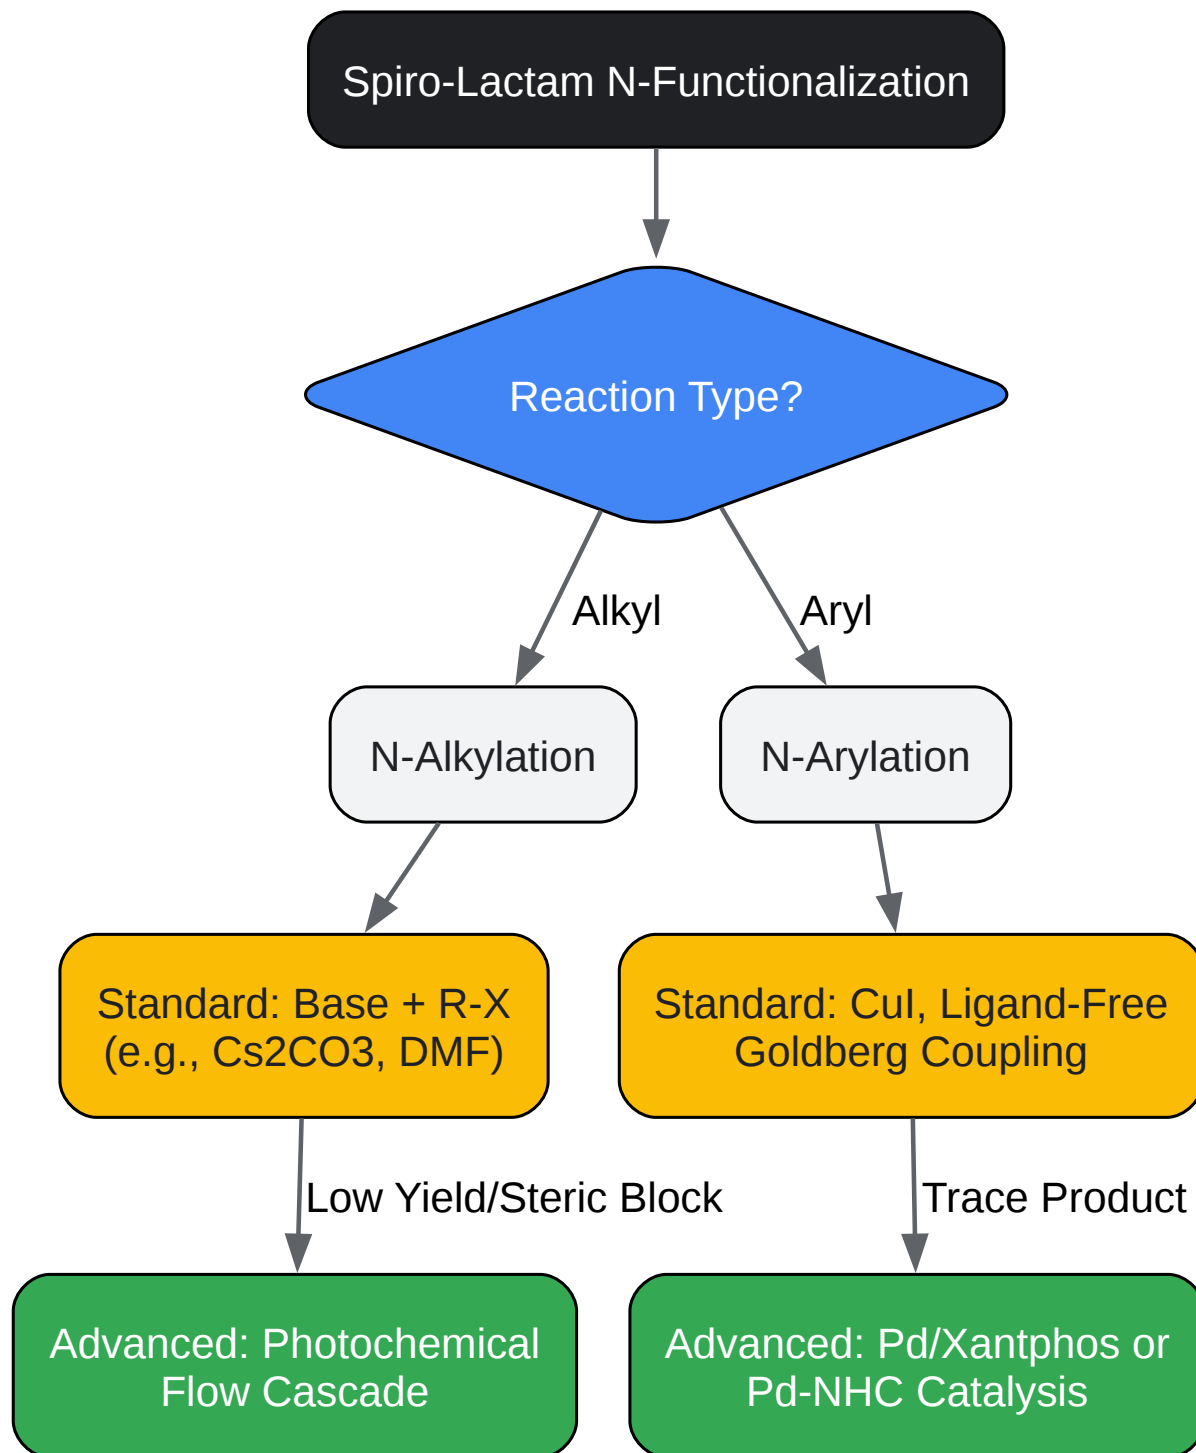 Spiro-Lactam N-Functionalization
Reaction Type?
Alkyl
Aryl
N-Alkylation
N-Arylation
Standard: Base + R-X
(e.g., Cs2CO3, DMF)
Standard: CuI, Ligand-Free
Goldberg Coupling
Low Yield/Steric Block
Trace Product
Advanced: Photochemical
Flow Cascade
Advanced: Pd/Xantphos or
Pd-NHC Catalysis